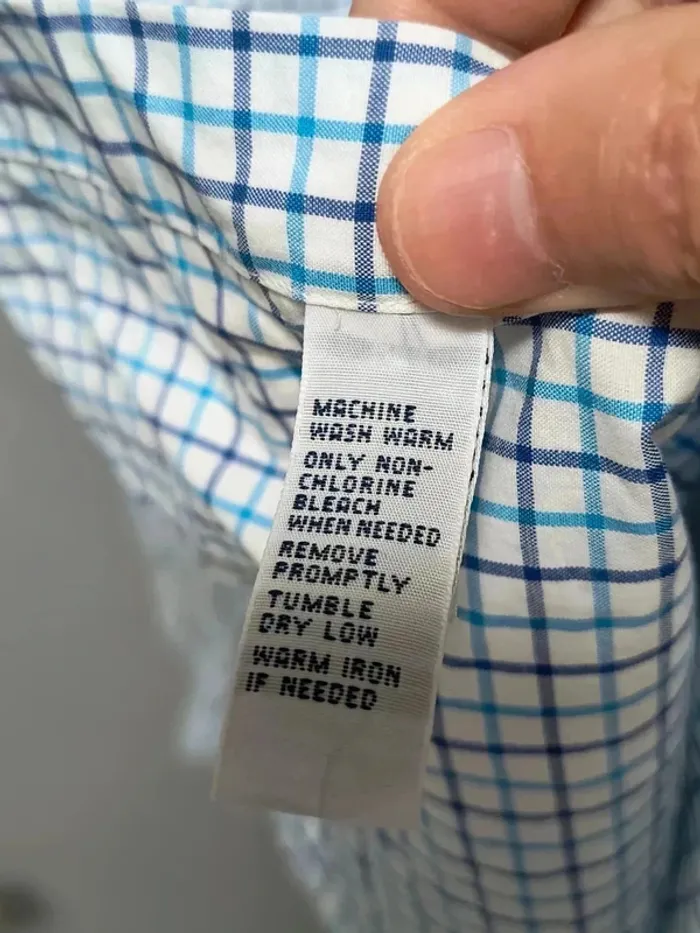 MACHINE
WASH WARM
ONLY NON-
CHLORINE
BLEACH
WHEN NEEDED
REMOVE
PROMPTLY
TUMBLE
DRY LOW
WARM IRON
IF NEEDED